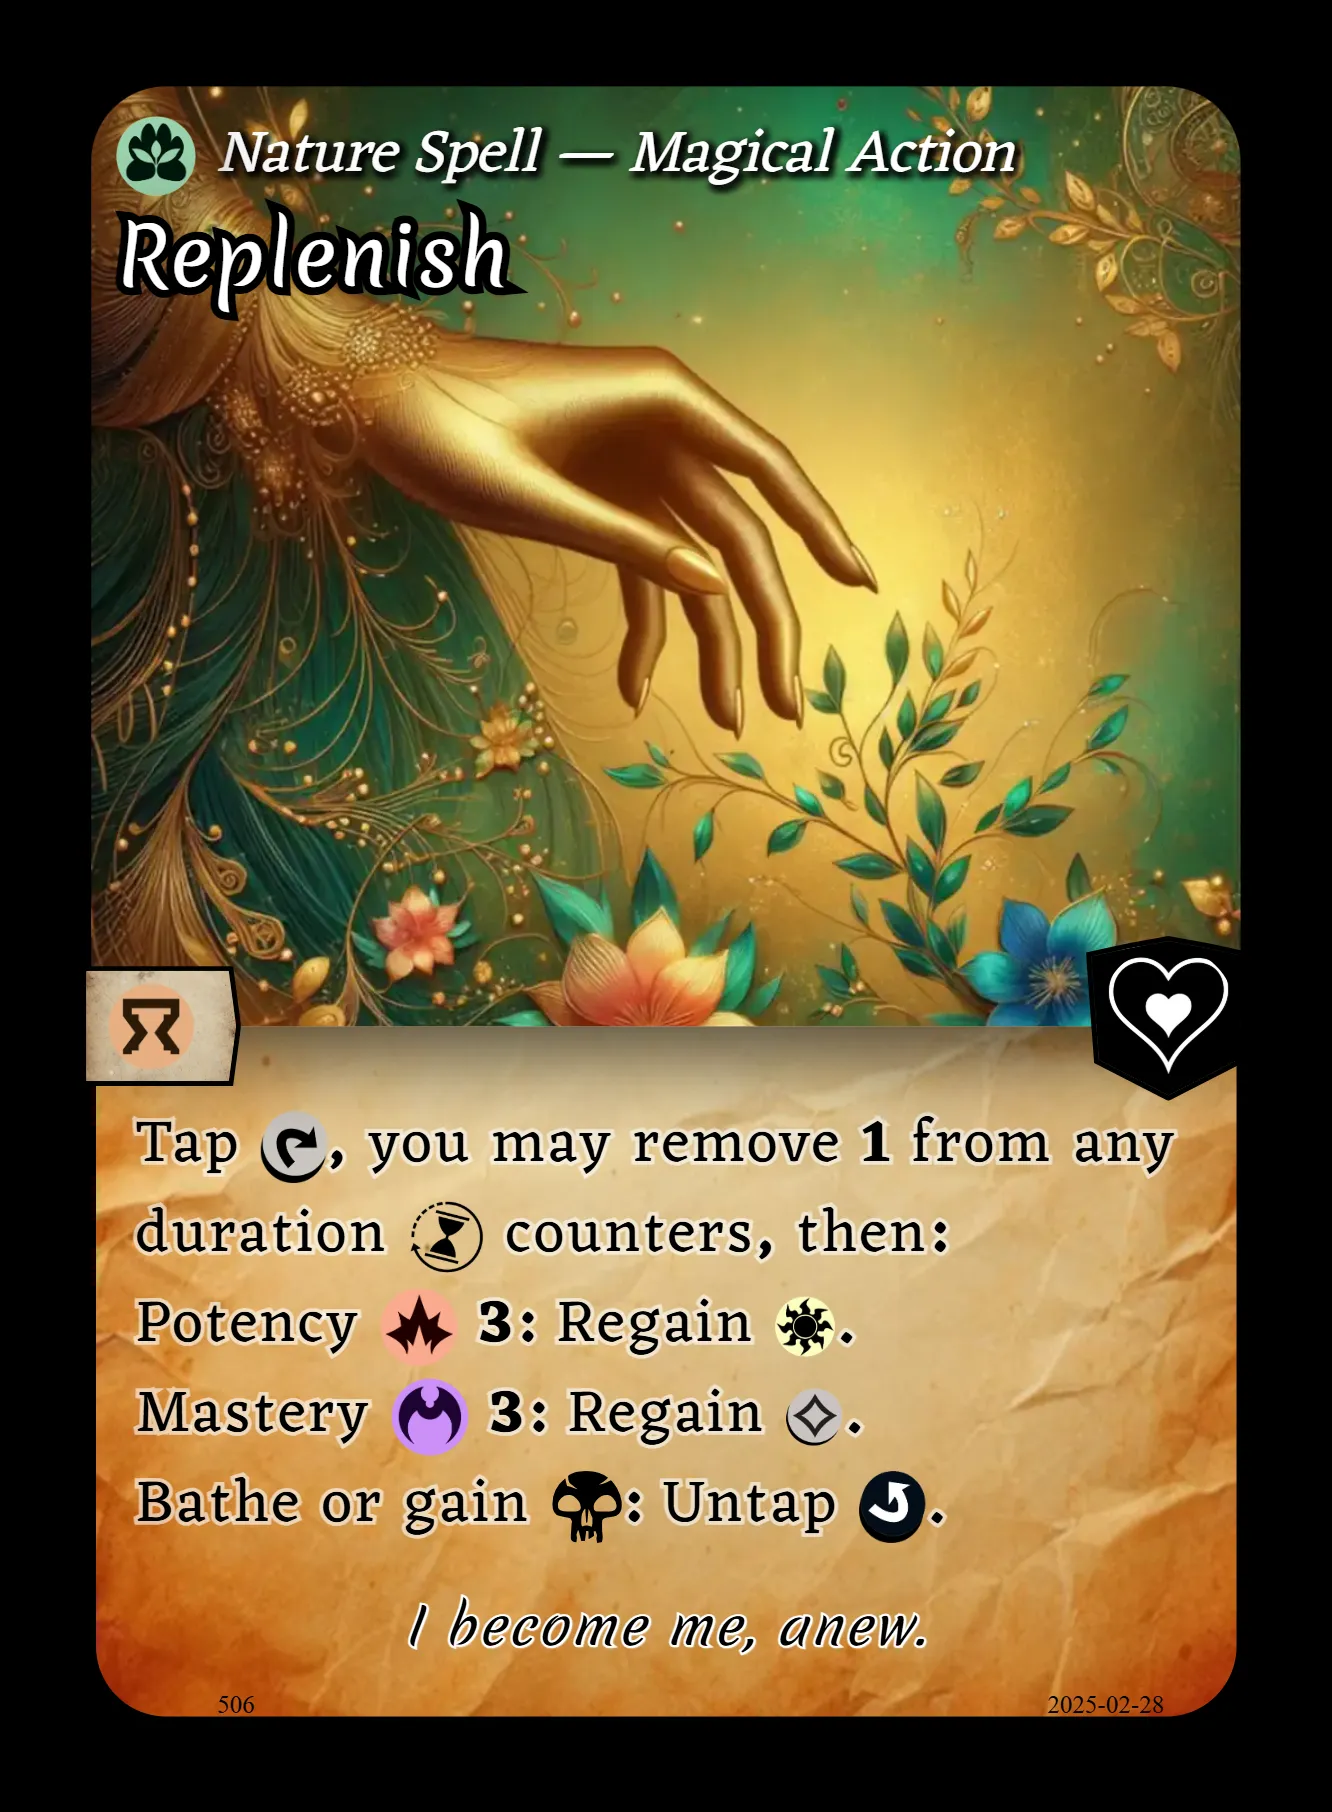 Nature Spell — Magical Action
Replenish
Tap , you may remove 1 from any
duration counters, then:
Potency 3: Regain .
Mastery 3: Regain .
Bathe or gain : Untap .
I become me, anew.
506
2025-02-28